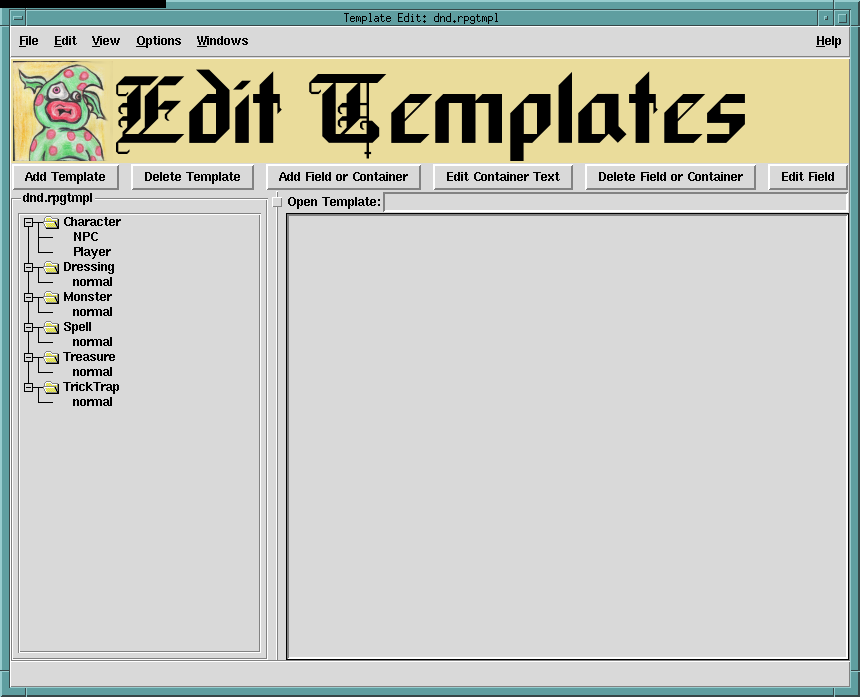 Template Edit: dnd.rpgtmpl
File Edit View Options Windows Help
Edit Templates
Add Template Delete Template Add Field or Container Edit Container Text Delete Field or Container Edit Field
dnd.rpgtmpl
Open Template:
Character
NPC
Player
Dressing
normal
Monster
normal
Spell
normal
Treasure
normal
TrickTrap
normal